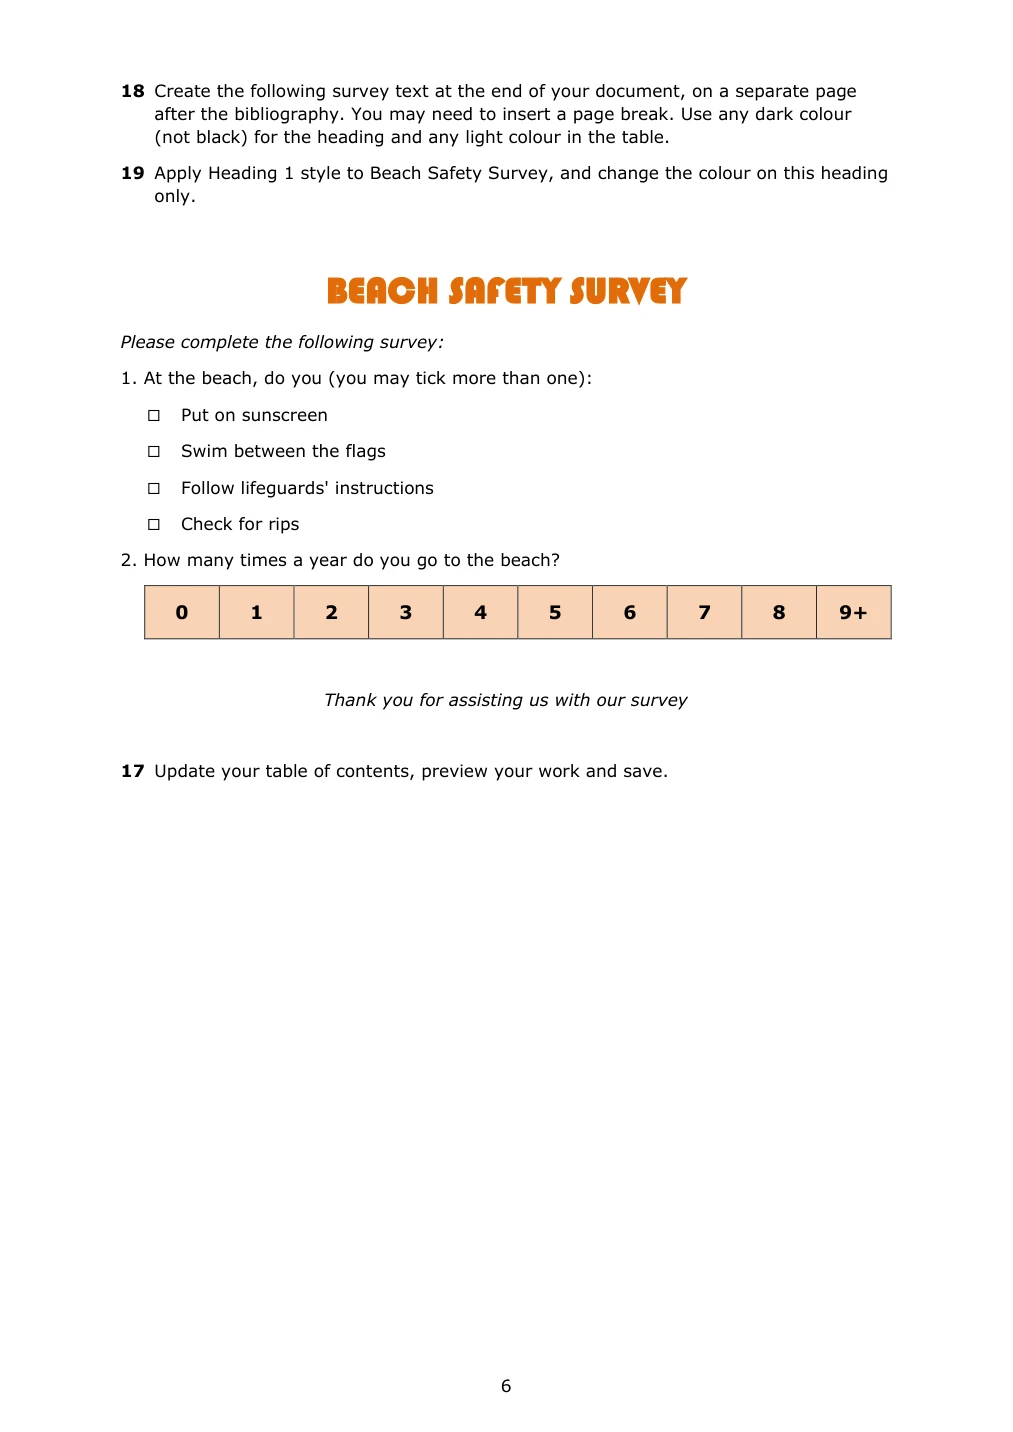 18 Create the following survey text at the end of your document, on a separate page
after the bibliography. You may need to insert a page break. Use any dark colour
(not black) for the heading and any light colour in the table.
19 Apply Heading 1 style to Beach Safety Survey, and change the colour on this heading
only.
BEACH SAFETY SURVEY
Please complete the following survey:
1. At the beach, do you (you may tick more than one):
□ Put on sunscreen
□ Swim between the flags
□ Follow lifeguards' instructions
□ Check for rips
2. How many times a year do you go to the beach?
0 1 2 3 4 5 6 7 8 9+
Thank you for assisting us with our survey
17 Update your table of contents, preview your work and save.
6